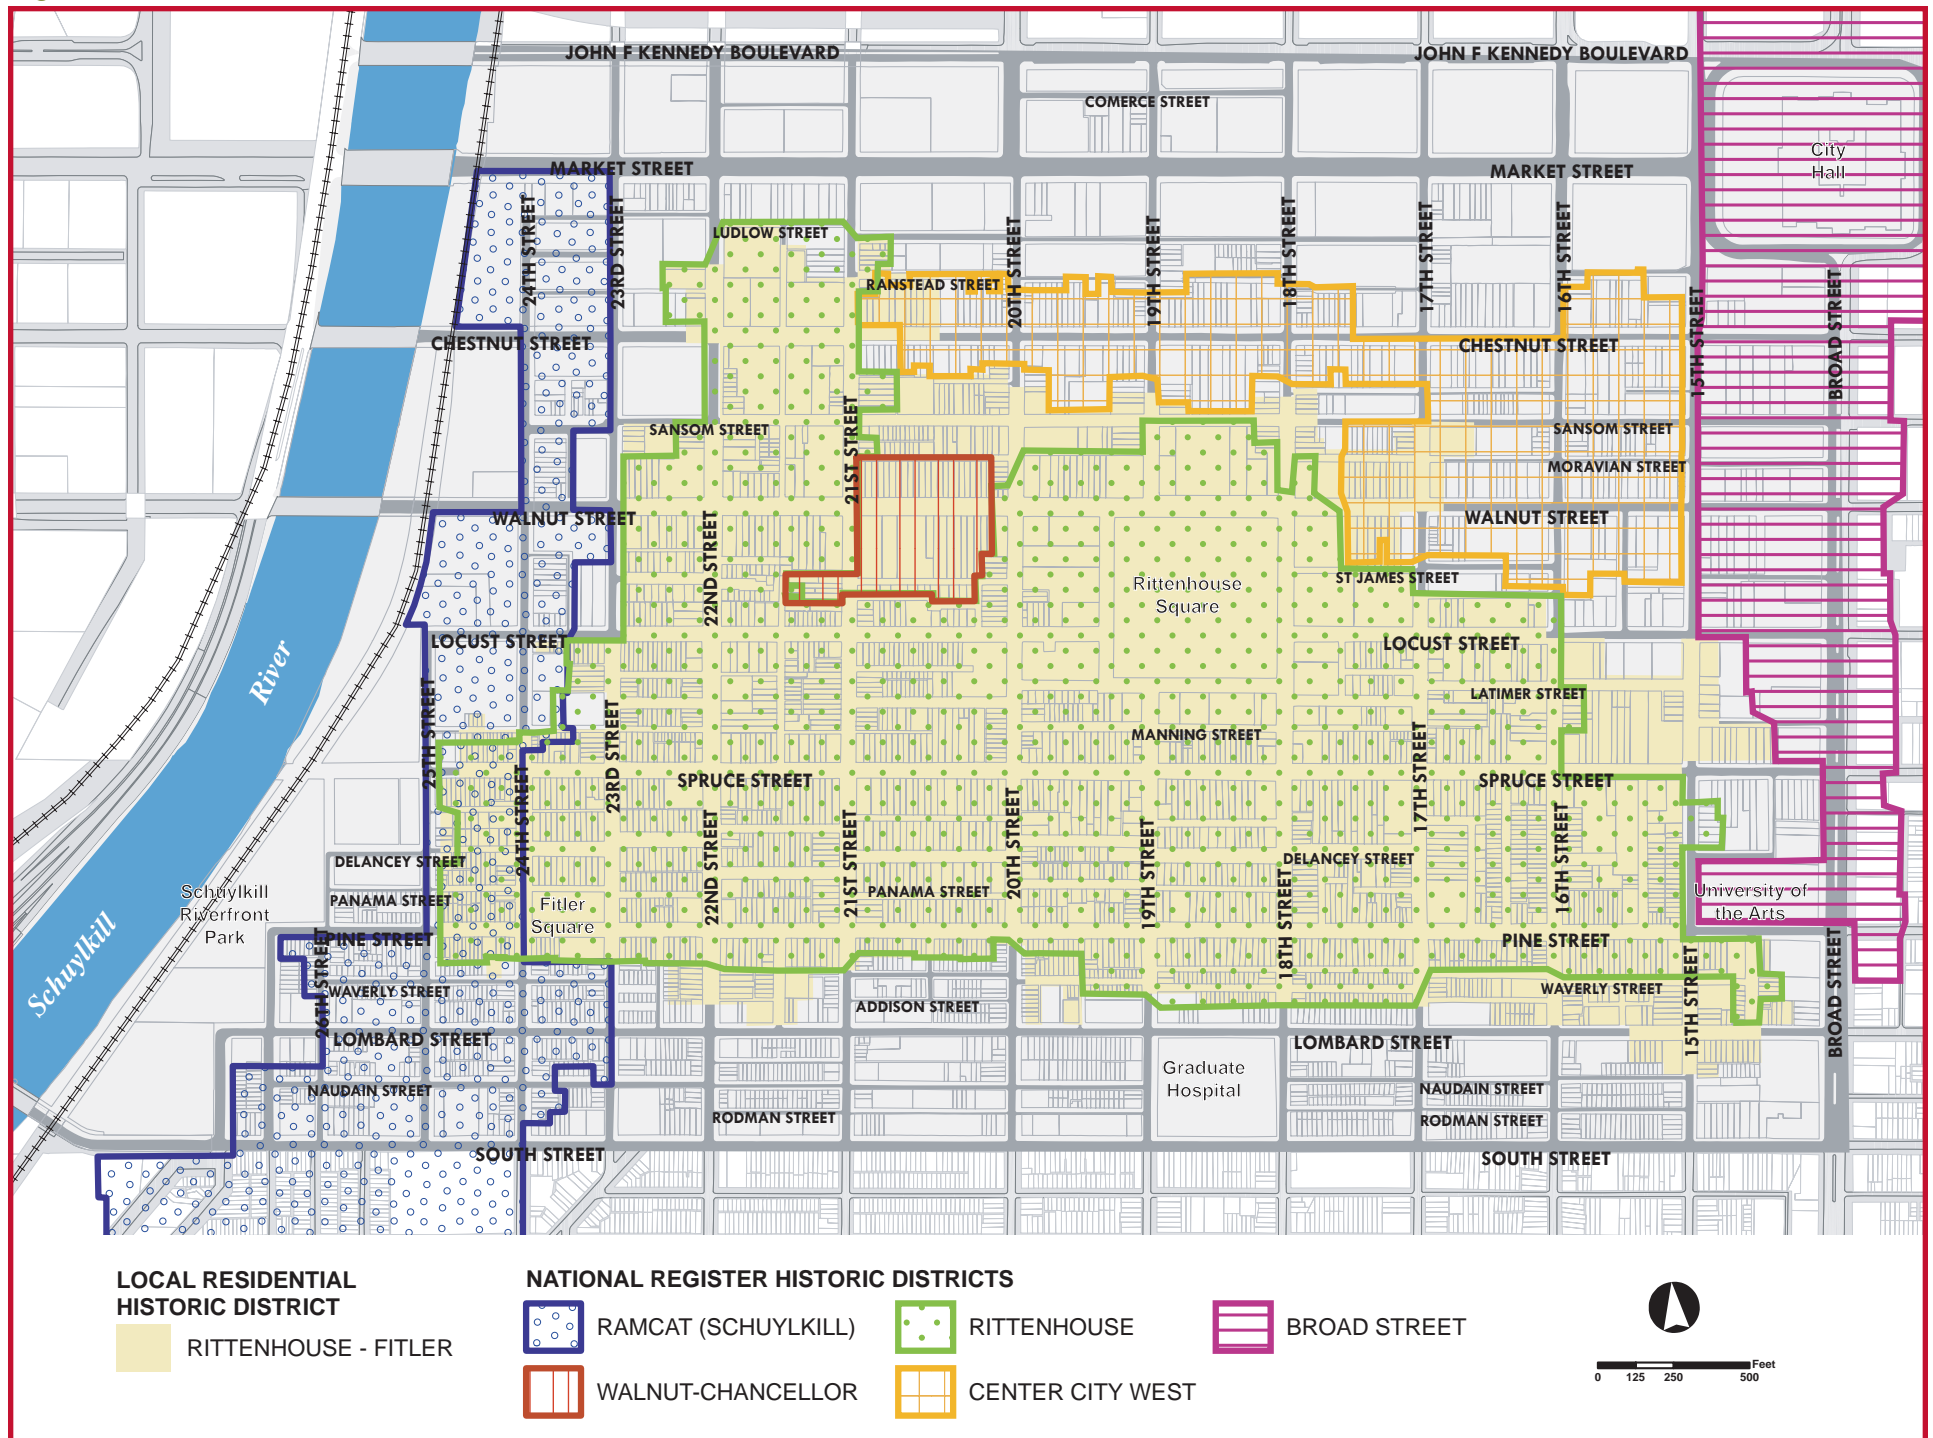 JOHN F KENNEDY BOULEVARD
JOHN F KENNEDY BOULEVARD
COMERCE STREET
City
Hall
MARKET STREET
MARKET STREET
24TH STREET
23RD STREET
LUDLOW STREET
20TH STREET
19TH STREET
18TH STREET
17TH STREET
16TH STREET
15TH STREET
BROAD STREET
RANSTEAD STREET
CHESTNUT STREET
CHESTNUT STREET
21ST STREET
SANSOM STREET
SANSOM STREET
MORAVIAN STREET
WALNUT STREET
WALNUT STREET
22ND STREET
Rittenhouse
Square
ST JAMES STREET
LOCUST STREET
LOCUST STREET
River
25TH STREET
LATIMER STREET
23RD STREET
MANNING STREET
17TH STREET
SPRUCE STREET
SPRUCE STREET
24TH STREET
22ND STREET
21ST STREET
20TH STREET
19TH STREET
18TH STREET
16TH STREET
DELANCEY STREET
DELANCEY STREET
Schuylkill
Riverfront
Park
PANAMA STREET
PANAMA STREET
Fitler
Square
University of
the Arts
Schuylkill
PINE STREET
PINE STREET
26TH STREET
WAVERLY STREET
WAVERLY STREET
15TH STREET
BROAD STREET
ADDISON STREET
LOMBARD STREET
LOMBARD STREET
Graduate
Hospital
NAUDAIN STREET
NAUDAIN STREET
RODMAN STREET
RODMAN STREET
SOUTH STREET
SOUTH STREET
LOCAL RESIDENTIAL
HISTORIC DISTRICT
RITTENHOUSE - FITLER
NATIONAL REGISTER HISTORIC DISTRICTS
RAMCAT (SCHUYLKILL)
RITTENHOUSE
BROAD STREET
WALNUT-CHANCELLOR
CENTER CITY WEST
Feet
0 125 250 500